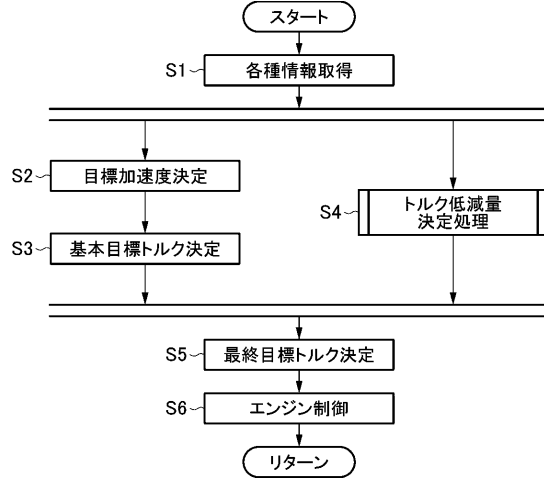 スタート
S1 各種情報取得
S2 目標加速度決定
S3 基本目標トルク決定
S4 トルク低減量
決定処理
S5 最終目標トルク決定
S6 エンジン制御
リターン